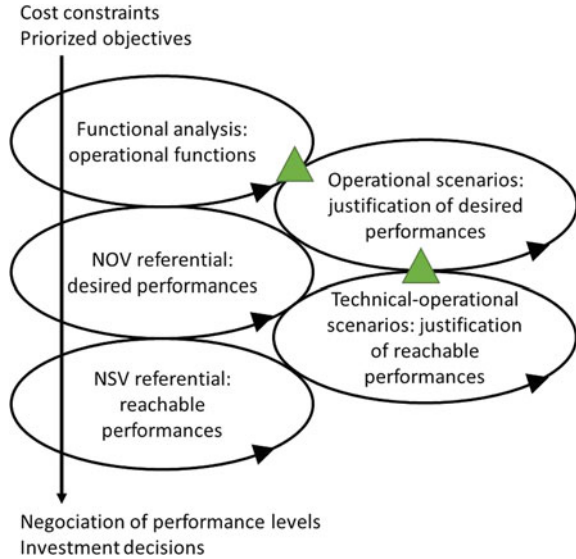 Cost constraints
Priorized objectives
Functional analysis:
operational functions
Operational scenarios:
justification of desired
performances
NOV referential:
desired performances
Technical-operational
scenarios: justification
of reachable
performances
NSV referential:
reachable
performances
Negociation of performance levels
Investment decisions